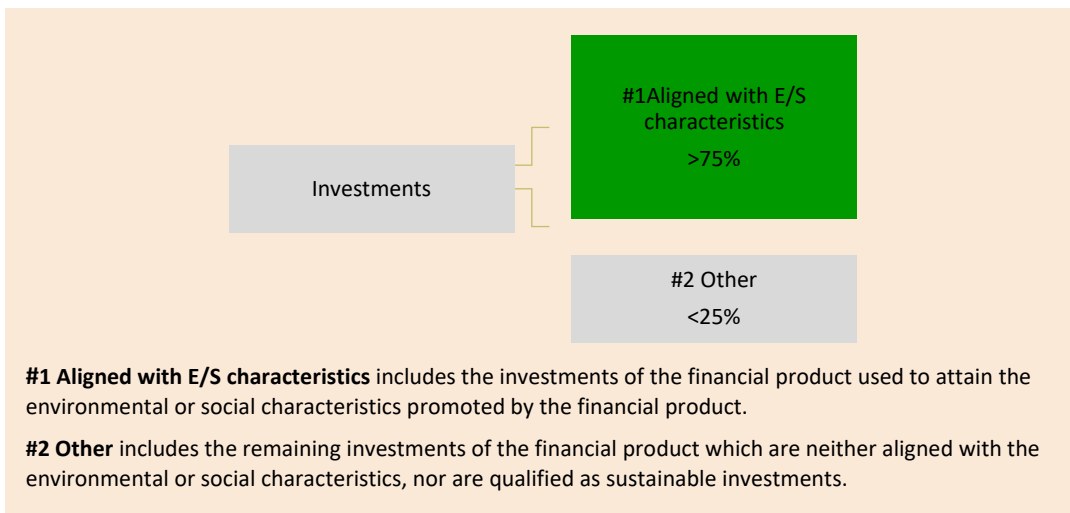 #1Aligned with E/S
characteristics
>75%
Investments
#2 Other
<25%
#1 Aligned with E/S characteristics includes the investments of the financial product used to attain the
environmental or social characteristics promoted by the financial product.
#2 Other includes the remaining investments of the financial product which are neither aligned with the
environmental or social characteristics, nor are qualified as sustainable investments.